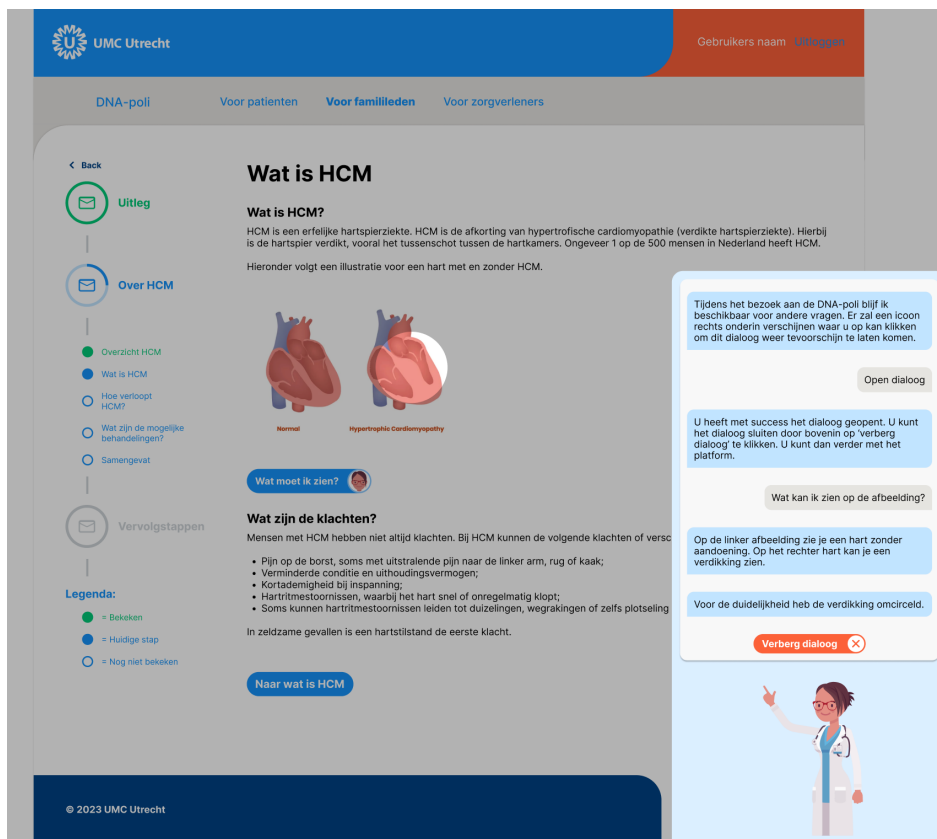 UMC Utrecht
Gebruikers naam Uitloggen
DNA-poli
Voor patienten
Voor familileden
Voor zorgverleners
Back
Uitleg
Over HCM
Overzicht HCM
Wat is HCM
Hoe verloopt
HCM?
Wat zijn de mogelijke
behandelingen?
Samengevat
Vervolgstappen
Legenda:
= Bekeken
= Huidige stap
= Nog niet bekeken
Wat is HCM
Wat is HCM?
HCM is een erfelijke hartspierziekte. HCM is de afkorting van hypertrofische cardiomyopathie (verdikte hartspierziekte). Hierbij
is de hartspier verdikt, vooral het tussenschot tussen de hartkamers. Ongeveer 1 op de 500 mensen in Nederland heeft HCM.
Hieronder volgt een illustratie voor een hart met en zonder HCM.
Normal
Hypertrophic Cardiomyopathy
Wat moet ik zien?
Wat zijn de klachten?
Mensen met HCM hebben niet altijd klachten. Bij HCM kunnen de volgende klachten of versc
• Pijn op de borst, soms met uitstralende pijn naar de linker arm, rug of kaak;
• Verminderde conditie en uithoudingsvermogen;
• Kortademigheid bij inspanning;
• Hartritmestoornissen, waarbij het hart snel of onregelmatig klopt;
• Soms kunnen hartritmestoornissen leiden tot duizelingen, wegrakingen of zelfs plotseling
In zeldzame gevallen is een hartstilstand de eerste klacht.
Naar wat is HCM
Tijdens het bezoek aan de DNA-poli blijf ik
beschikbaar voor andere vragen. Er zal een icoon
rechts onderin verschijnen waar u op kan klikken
om dit dialoog weer tevoorschijn te laten komen.
Open dialoog
U heeft met success het dialoog geopent. U kunt
het dialoog sluiten door bovenin op 'verberg
dialoog' te klikken. U kunt dan verder met het
platform.
Wat kan ik zien op de afbeelding?
Op de linker afbeelding zie je een hart zonder
aandoening. Op het rechter hart kan je een
verdikking zien.
Voor de duidelijkheid heb de verdikking omcirceld.
Verberg dialoog
© 2023 UMC Utrecht